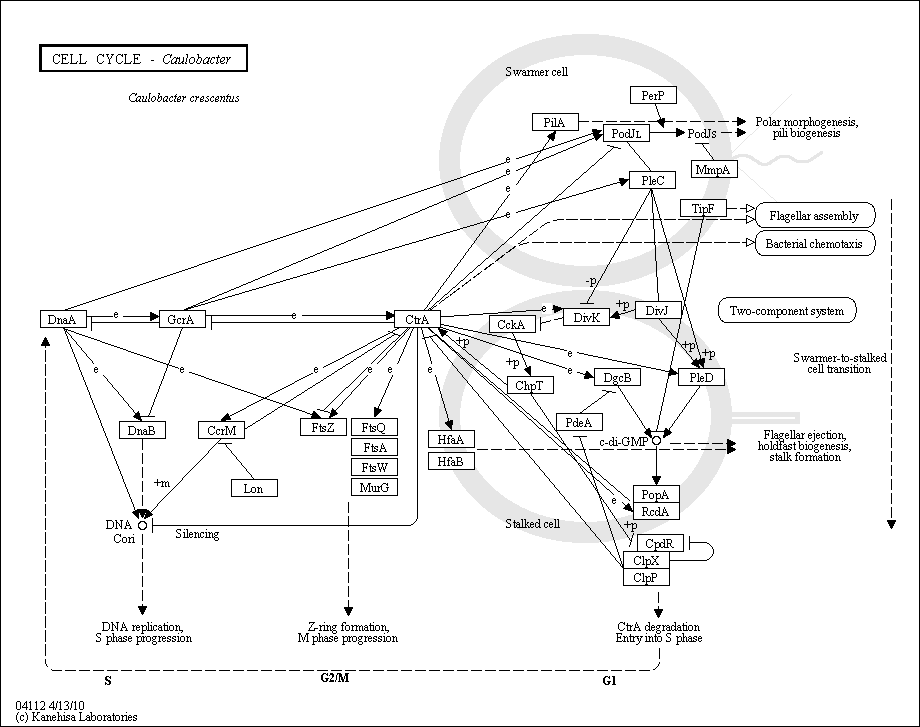 CELL CYCLE - Caulobacter
Caulobacter crescentus
Swarmer cell
PerP
PilA
PodJL
PodJS
Polar morphogenesis,
pili biogenesis
MmpA
PleC
TipF
Flagellar assembly
Bacterial chemotaxis
e
e
e
e
-p
+p
DnaA
e
GcrA
e
CtrA
e
CckA
DivK
DivJ
Two-component system
+p
+p
+p
+p
e
e
e
e
e
e
e
e
ChpT
DgcB
PleD
Swarmer-to-stalked
cell transition
DnaB
CcrM
FtsZ
FtsQ
FtsA
FtsW
MurG
HfaA
HfaB
PdeA
c-di-GMP
Flagellar ejection,
holdfast biogenesis,
stalk formation
Lon
+m
PopA
RcdA
e
+p
DNA
Cori
Silencing
Stalked cell
CpdR
ClpX
ClpP
DNA replication,
S phase progression
Z-ring formation,
M phase progression
CtrA degradation
Entry into S phase
S
G2/M
G1
04112 4/13/10
(c) Kanehisa Laboratories